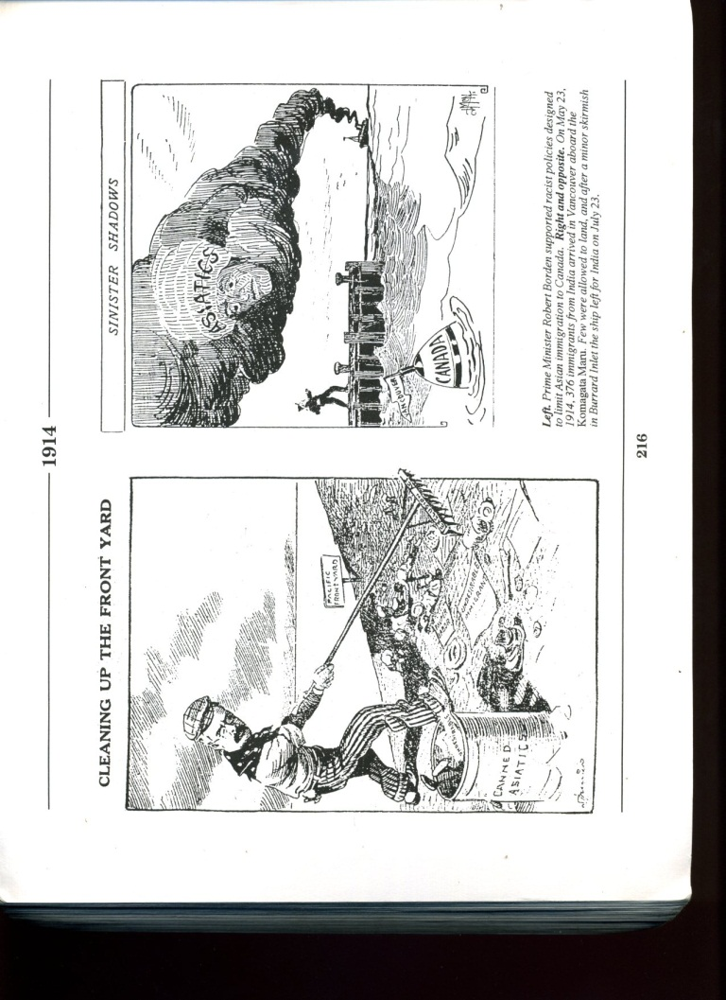 1914
CLEANING UP THE FRONT YARD
PACIFIC
FRONT YARD
UNDESIRABLE
IMMIGRANT
CANNED
ASIATICS
SINISTER SHADOWS
ASIATICS
VANCOUVER
CANADA
Left. Prime Minister Robert Borden supported racist policies designed
to limit Asian immigration to Canada. Right and opposite. On May 23,
1914, 376 immigrants from India arrived in Vancouver aboard the
Komagata Maru. Few were allowed to land, and after a minor skirmish
in Burrard Inlet the ship left for India on July 23.
216